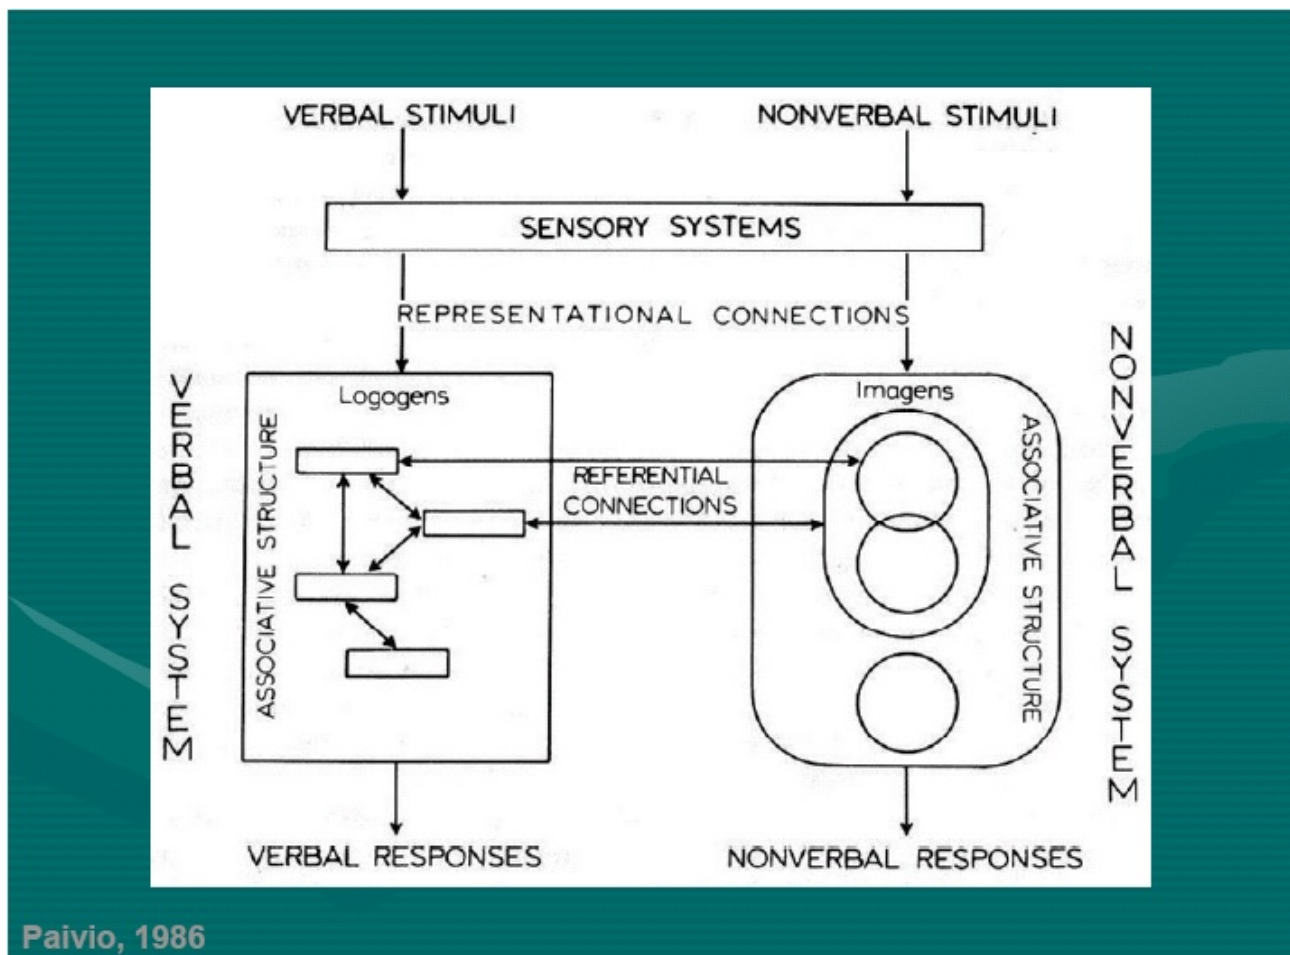 VERBAL STIMULI
NONVERBAL STIMULI
SENSORY SYSTEMS
REPRESENTATIONAL CONNECTIONS
VERBAL SYSTEM
ASSOCIATIVE STRUCTURE
Logogens
REFERENTIAL
CONNECTIONS
Imagens
ASSOCIATIVE STRUCTURE
NONVERBAL SYSTEM
VERBAL RESPONSES
NONVERBAL RESPONSES
Paivio, 1986